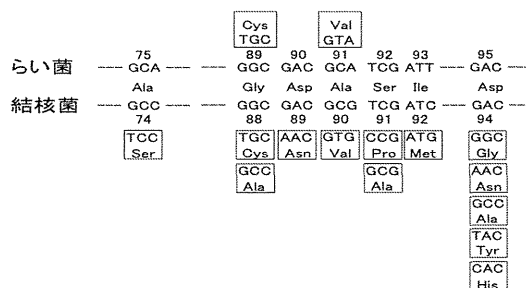 Cys Val
TGC GTA
75 89 90 91 92 93 95
らい菌 --- GCA --- --- GGC GAC GCA TCG ATT --- GAC ---
Ala Gly Asp Ala Ser Ile Asp
結核菌 --- GCC --- --- GGC GAC GCG TCG ATC --- GAC ---
74 88 89 90 91 92 94
TCC TGC AAC GTG CCG ATG GGC
Ser Cys Asn Val Pro Met Gly
GCC GCG AAC
Ala Ala Asn
GCC
Ala
TAC
Tyr
CAC
His